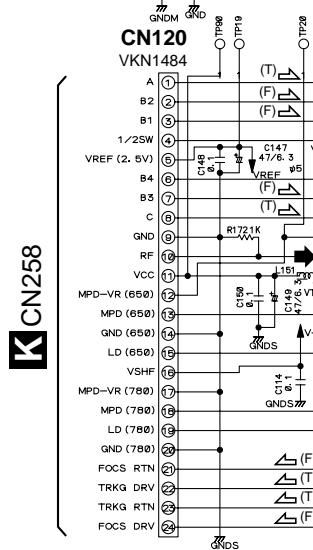 GNDM GND
TP90 TP19 TP20
CN120
VKN1484
A 1 (T)
B2 2 (F)
B1 3 (F)
1/2SW 4
VREF (2.5V) 5
C148 0.1
C147 47/6.3 ø5
VREF
B4 6
B3 7 (F)
C 8 (T)
GND 9
R172 1K
RF 10
VCC 11
L151
MPD-VR (650) 12
C150 0.1
C149 47/6.3
MPD (650) 13
GND (650) 14
GNDS
LD (650) 15
VSHF 16
MPD-VR (780) 17
C114 0.1
MPD (780) 18
GNDS
LD (780) 19
GND (780) 20
FOCS RTN 21 (F
TRKG DRV 22 (T
TRKG RTN 23 (T
FOCS DRV 24 (F
GNDS
K CN258